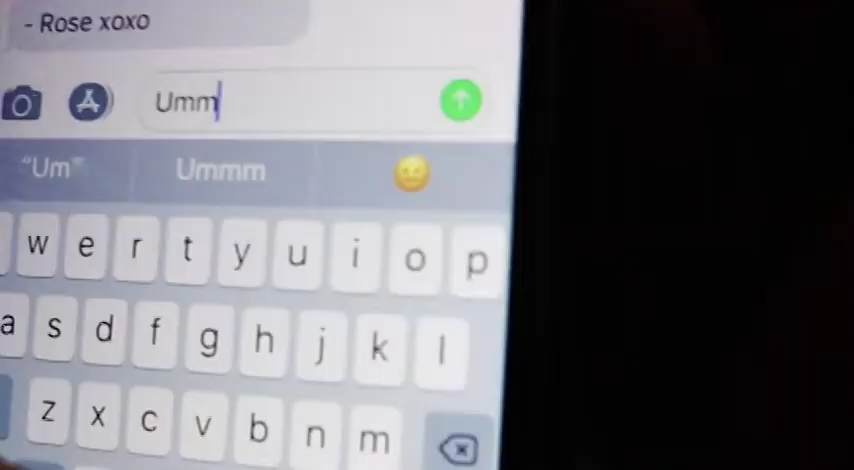 - Rose xoxo
Umm
“Um” Ummm
w e r t y u i o p
a s d f g h j k l
z x c v b n m